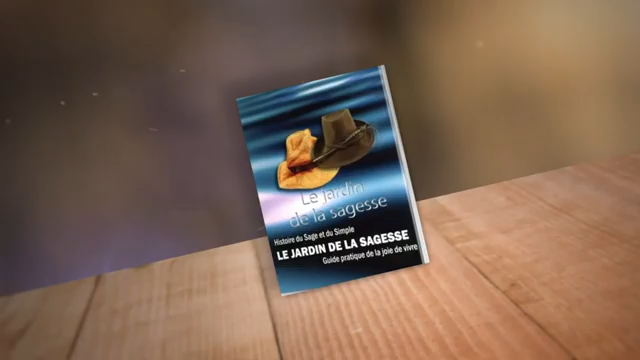 Le jardin
de la sagesse
Histoire du Sage et du Simple
LE JARDIN DE LA SAGESSE
Guide pratique de la joie de vivre